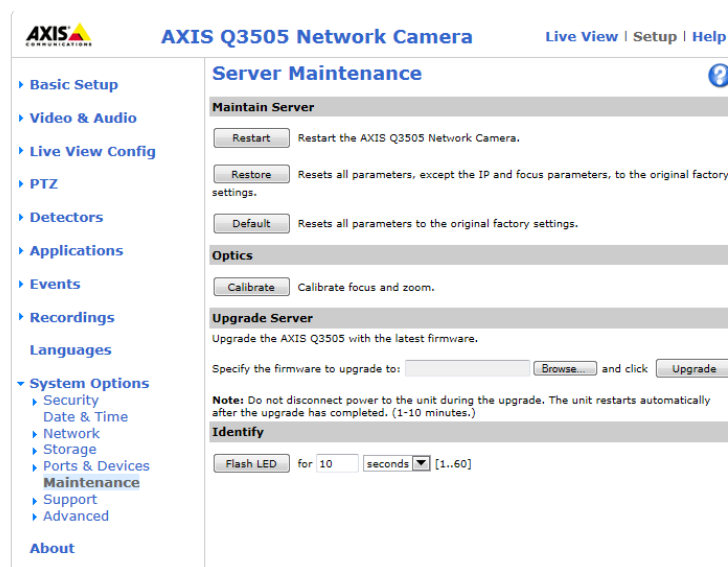 AXIS
COMMUNICATIONS
AXIS Q3505 Network Camera
Live View | Setup | Help
Basic Setup
Video & Audio
Live View Config
PTZ
Detectors
Applications
Events
Recordings
Languages
System Options
Security
Date & Time
Network
Storage
Ports & Devices
Maintenance
Support
Advanced
About
Server Maintenance
?
Maintain Server
Restart Restart the AXIS Q3505 Network Camera.
Restore Resets all parameters, except the IP and focus parameters, to the original factory
settings.
Default Resets all parameters to the original factory settings.
Optics
Calibrate Calibrate focus and zoom.
Upgrade Server
Upgrade the AXIS Q3505 with the latest firmware.
Specify the firmware to upgrade to: Browse... and click Upgrade
Note: Do not disconnect power to the unit during the upgrade. The unit restarts automatically
after the upgrade has completed. (1-10 minutes.)
Identify
Flash LED for 10 seconds [1..60]